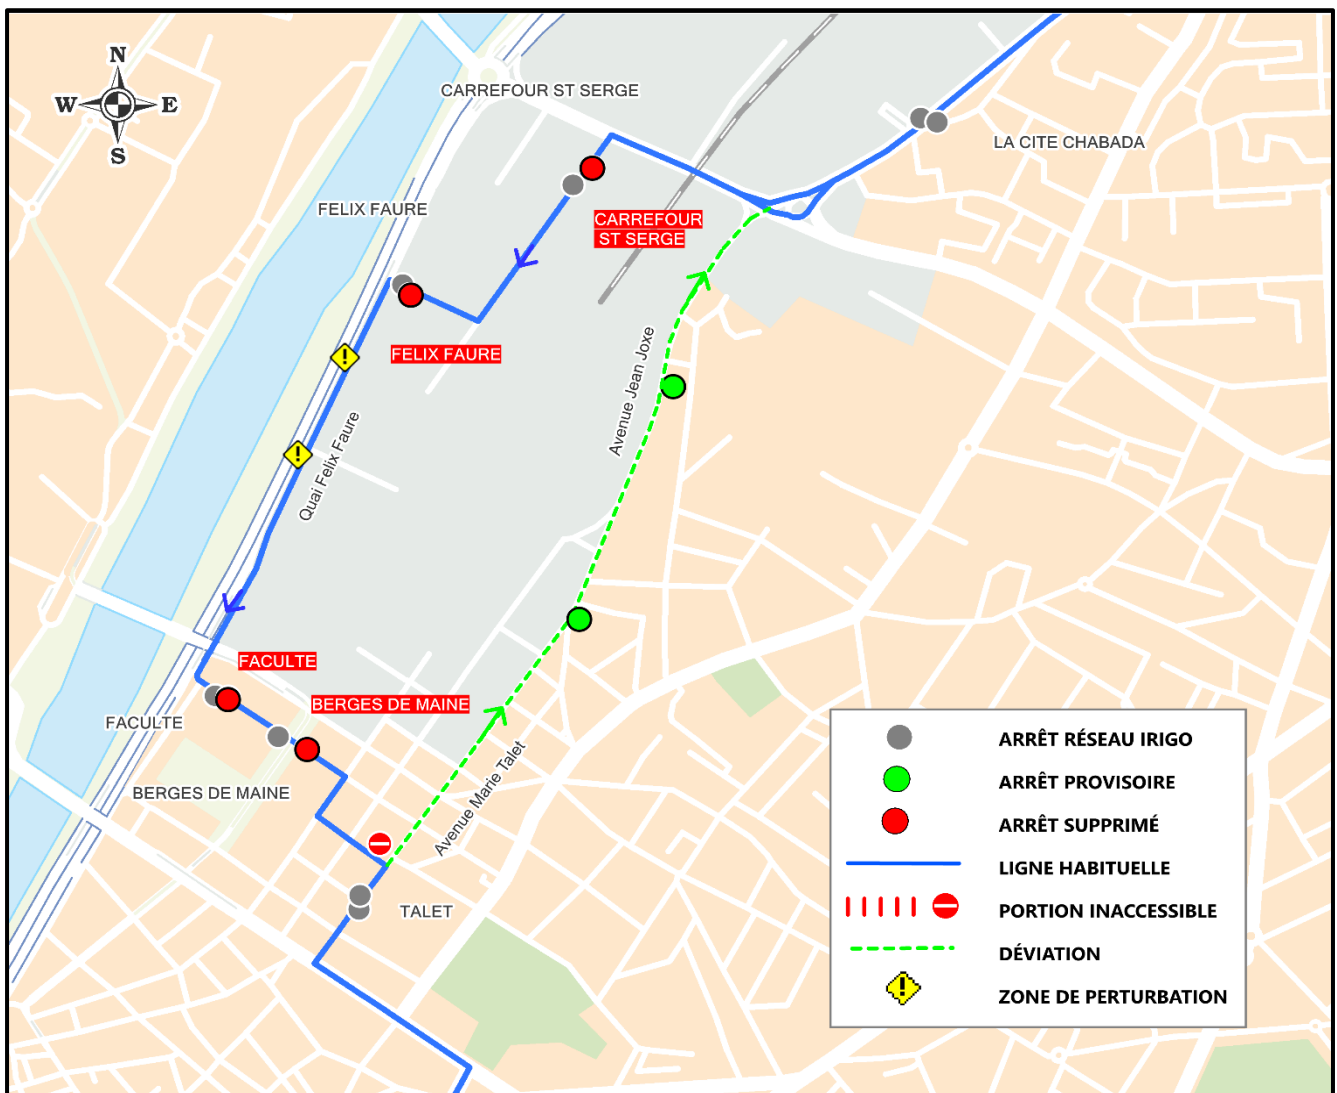 N
W
E
S
CARREFOUR ST SERGE
LA CITE CHABADA
FELIX FAURE
CARREFOUR
ST SERGE
FELIX FAURE
Avenue Jean Joxe
Quai Felix Faure
FACULTE
BERGES DE MAINE
FACULTE
BERGES DE MAINE
Avenue Marie Talet
TALET
ARRÊT RÉSEAU IRIGO
ARRÊT PROVISOIRE
ARRÊT SUPPRIMÉ
LIGNE HABITUELLE
PORTION INACCESSIBLE
DÉVIATION
ZONE DE PERTURBATION